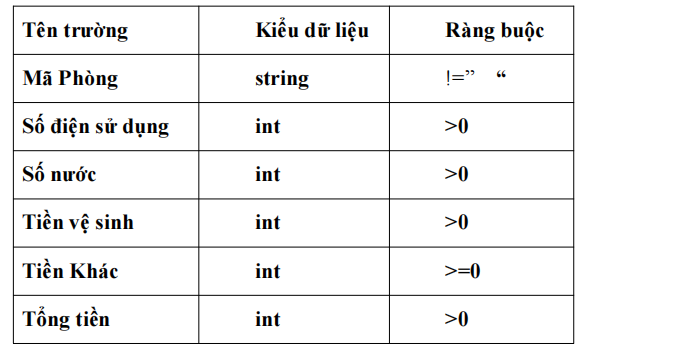 Tên trường Kiểu dữ liệu Ràng buộc
Mã Phòng string !=” “
Số điện sử dụng int >0
Số nước int >0
Tiền vệ sinh int >0
Tiền Khác int >=0
Tổng tiền int >0